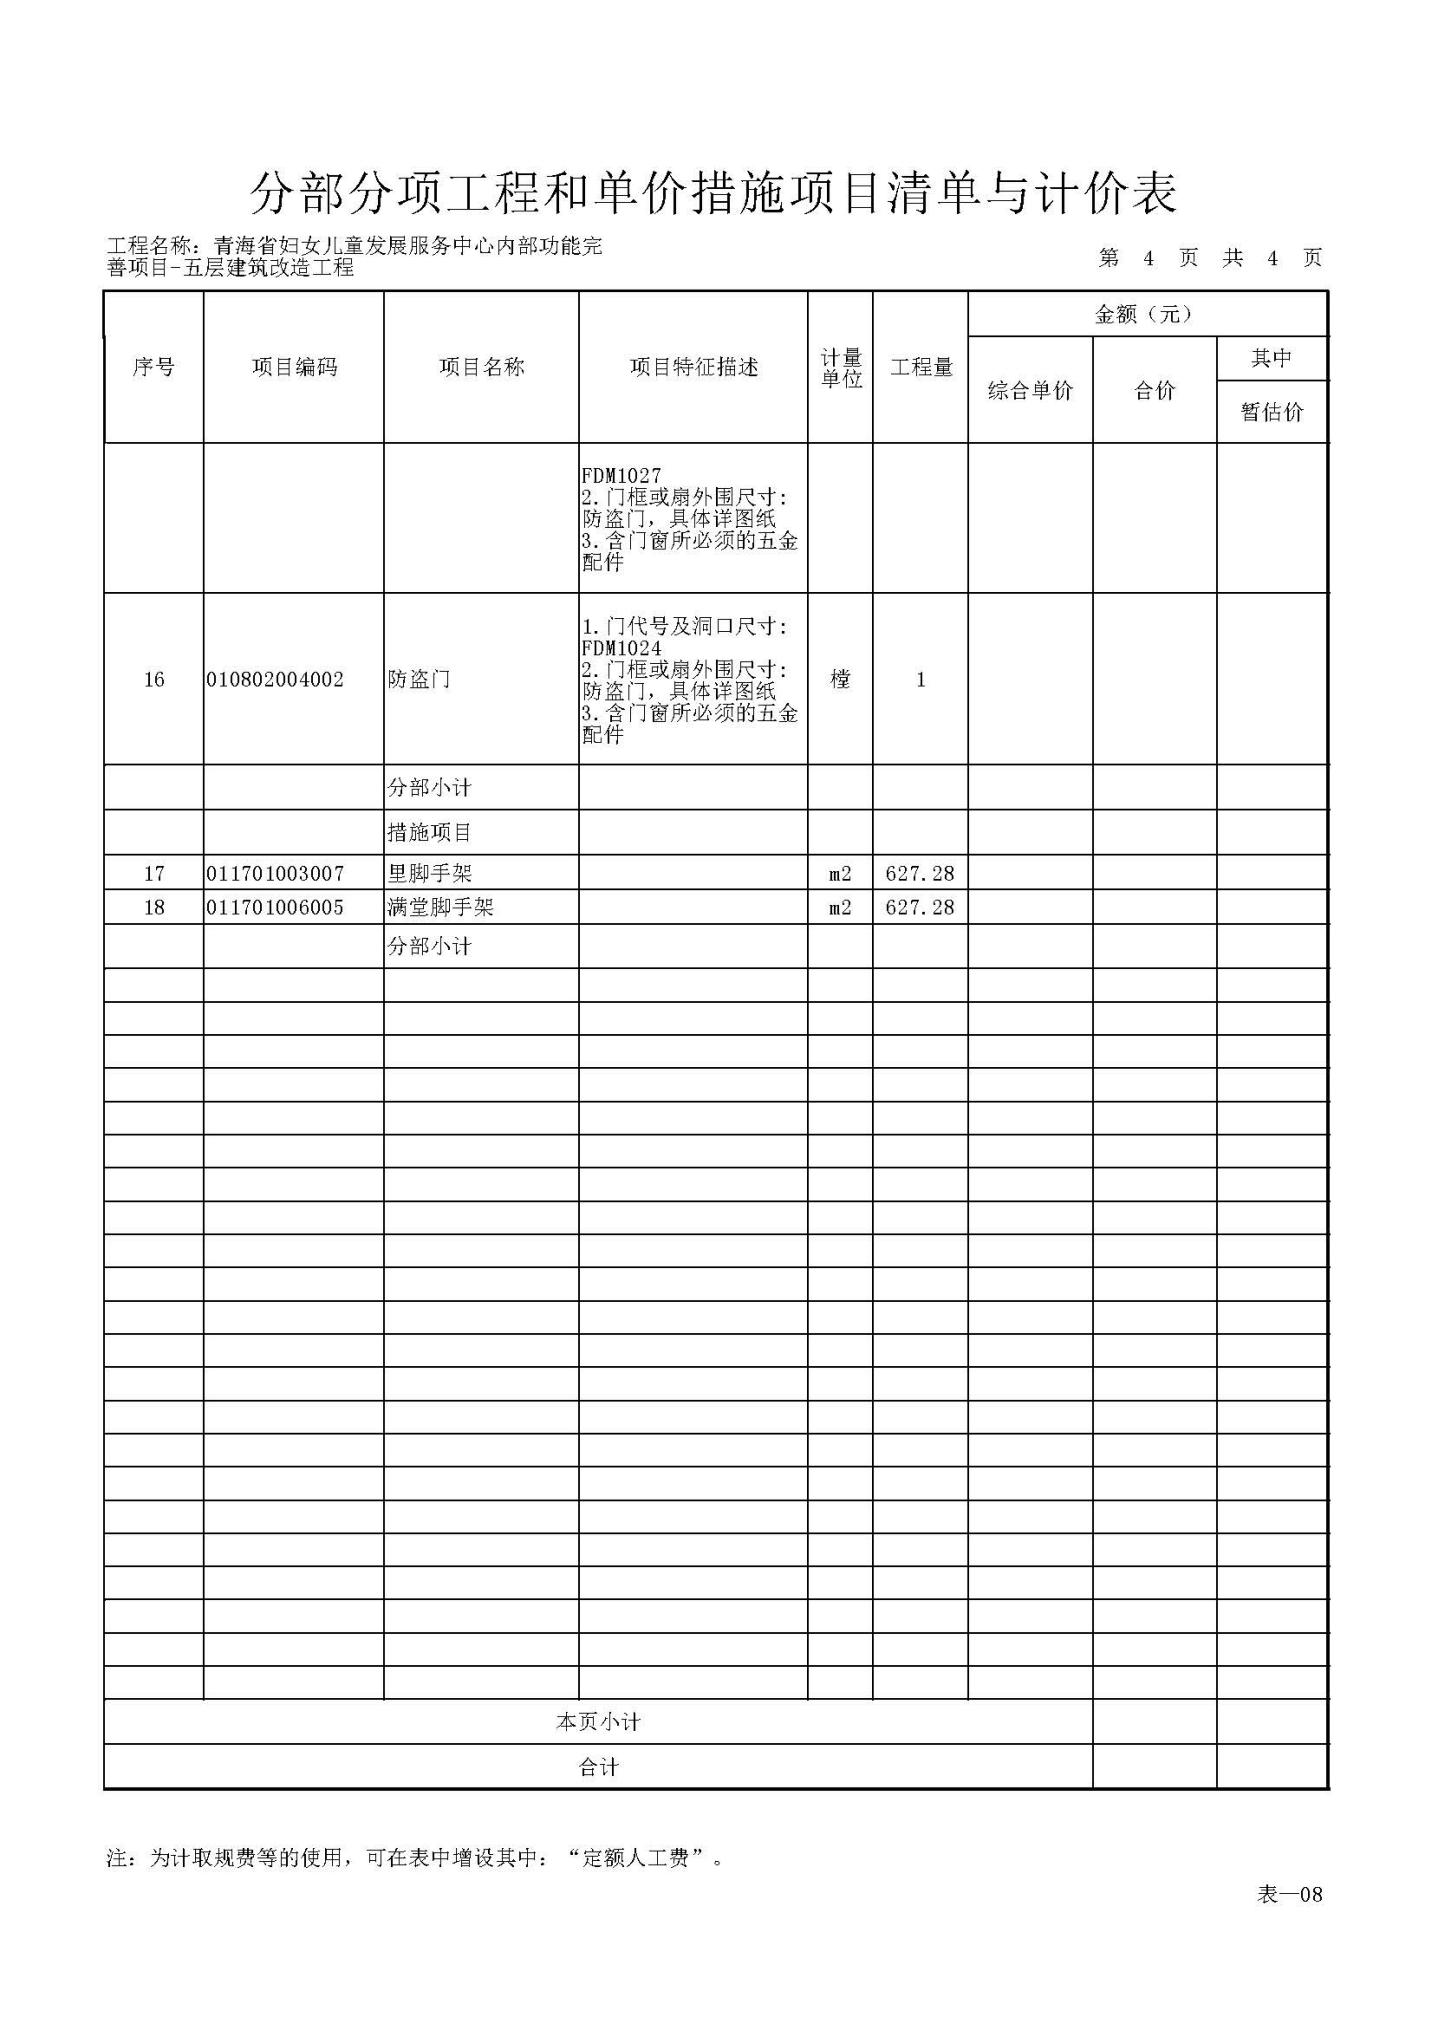 分部分项工程和单价措施项目清单与计价表
工程名称：青海省妇女儿童发展服务中心内部功能完
善项目-五层建筑改造工程
第 4 页 共 4 页
金额（元）
序号 项目编码 项目名称 项目特征描述 计量 工程量 综合单价 合价 其中
单位
暂估价
FDM1027
2.门框或扇外围尺寸:
防盗门，具体详图纸
3.含门窗所必须的五金
配件
1.门代号及洞口尺寸:
FDM1024
2.门框或扇外围尺寸:
16 010802004002 防盗门 防盗门，具体详图纸 樘 1
3.含门窗所必须的五金
配件
分部小计
措施项目
17 011701003007 里脚手架 m2 627.28
18 011701006005 满堂脚手架 m2 627.28
分部小计
本页小计
合计
注：为计取规费等的使用，可在表中增设其中：“定额人工费”。
表—08